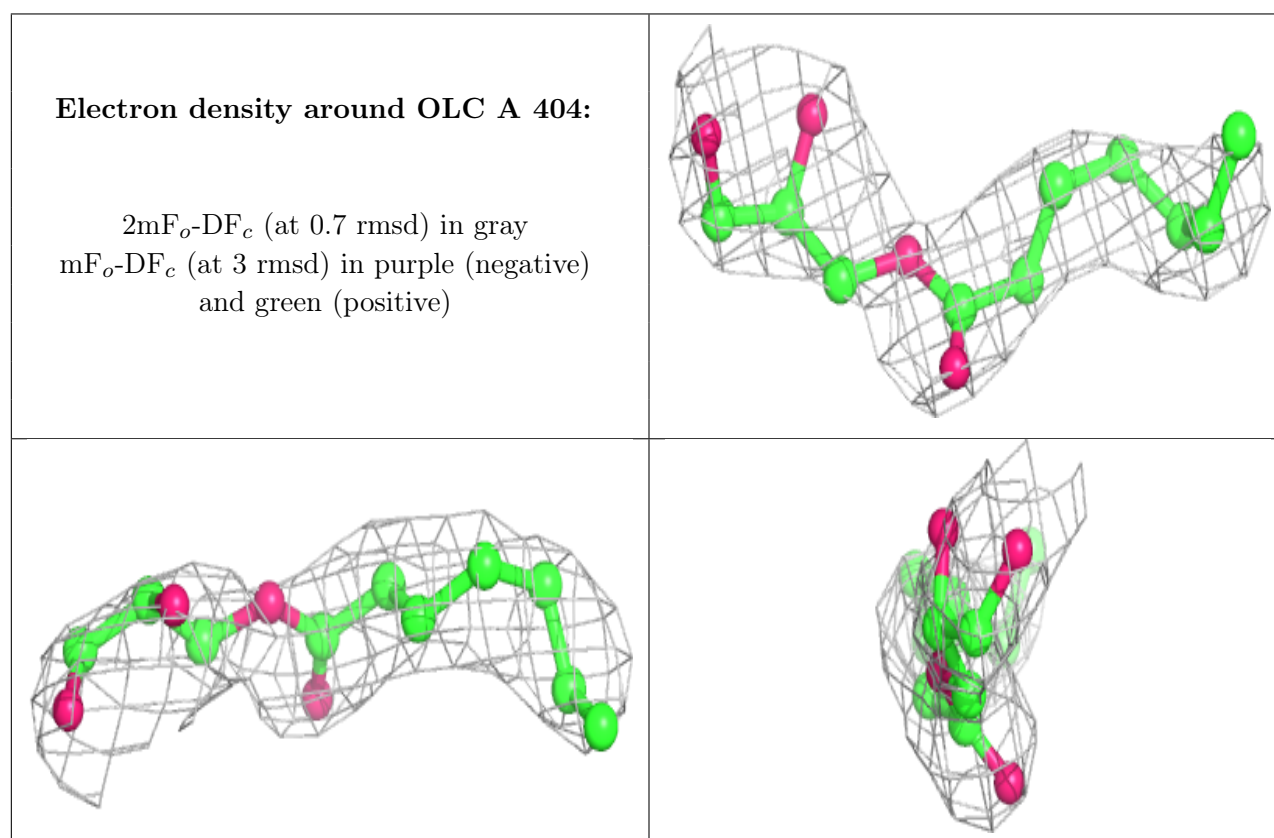 Electron density around OLC A 404:
2mFo-DFc (at 0.7 rmsd) in gray
mFo-DFc (at 3 rmsd) in purple (negative)
and green (positive)